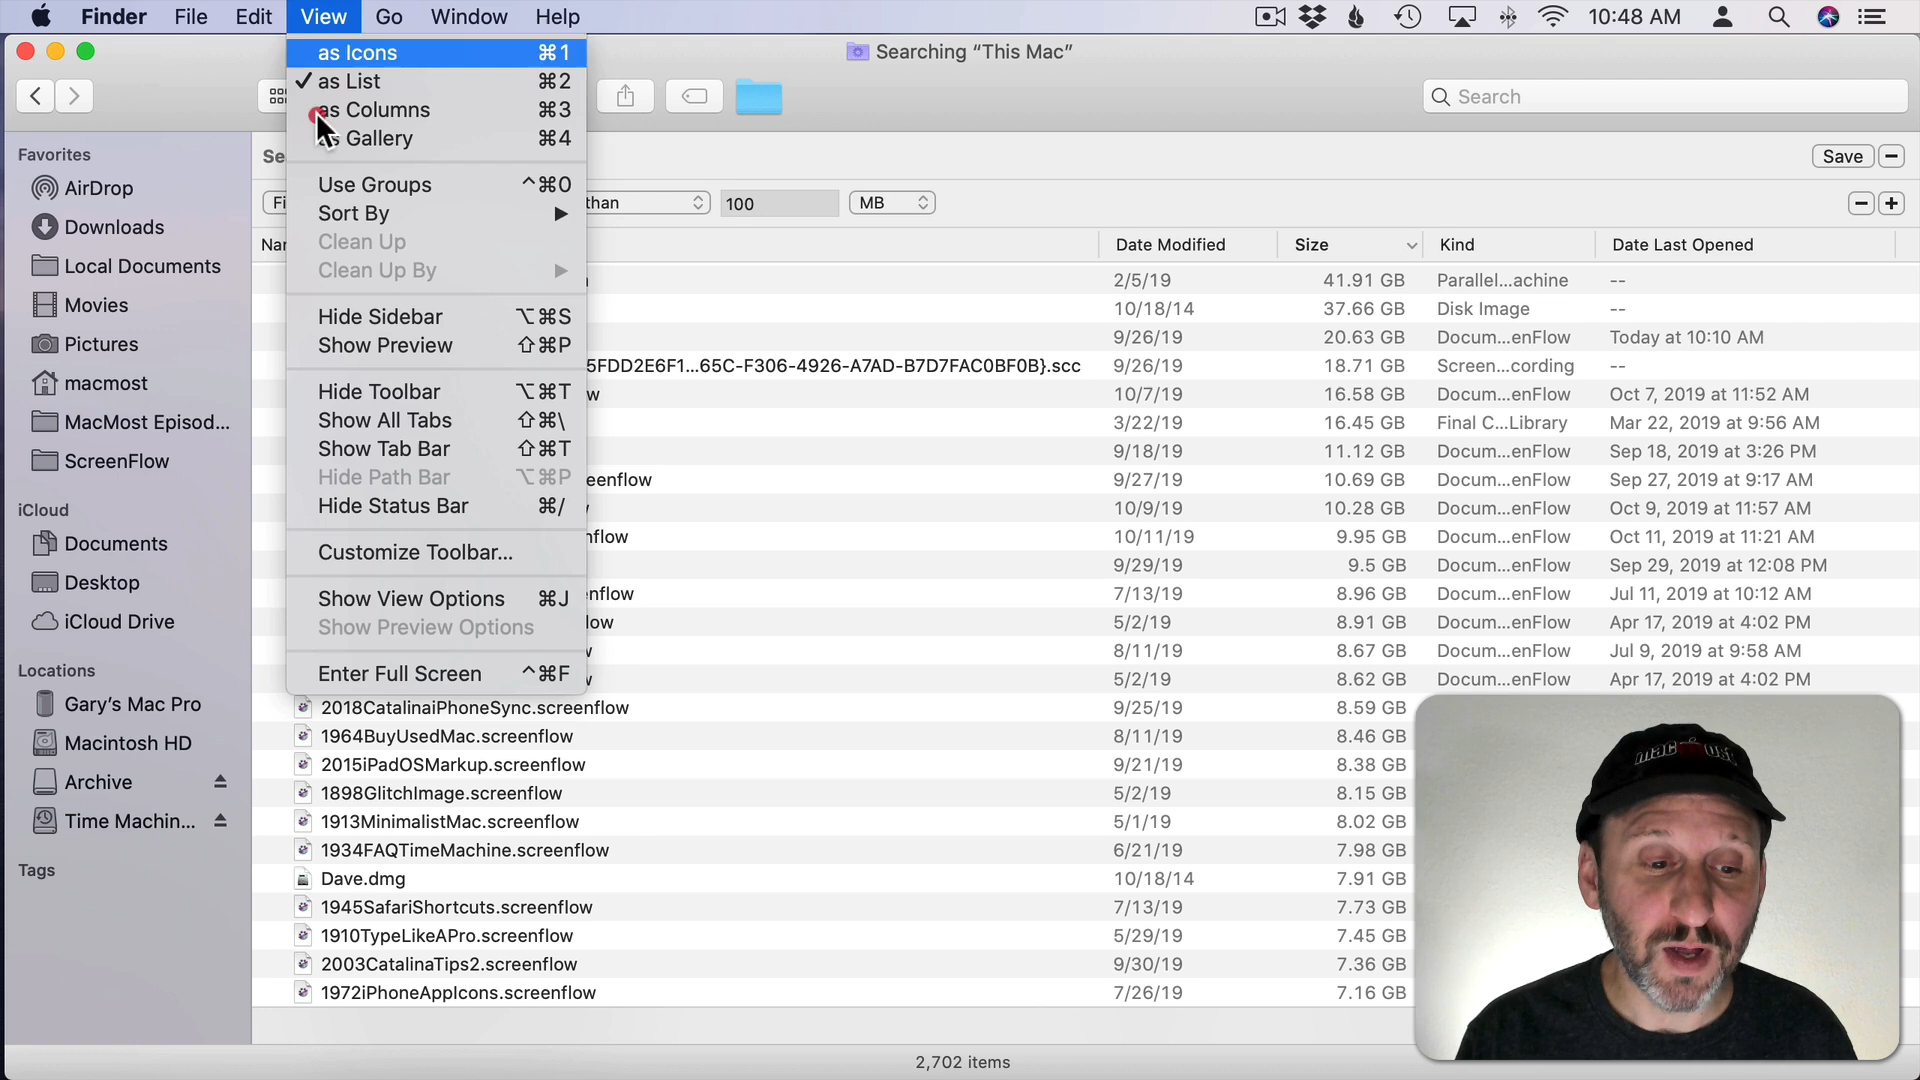 Finder File Edit View Go Window Help 10:48 AM
Searching “This Mac”
as Icons ⌘1
✓ as List ⌘2
as Columns ⌘3
as Gallery ⌘4
Use Groups ^⌘0
Sort By ▶
Clean Up
Clean Up By ▶
Hide Sidebar ⌥⌘S
Show Preview ⇧⌘P
Hide Toolbar ⌥⌘T
Show All Tabs ⇧⌘\
Show Tab Bar ⇧⌘T
Hide Path Bar ⌥⌘P
Hide Status Bar ⌘/
Customize Toolbar...
Show View Options ⌘J
Show Preview Options
Enter Full Screen ^⌘F
Search
Save
than 100 MB
Favorites
AirDrop
Downloads
Local Documents
Movies
Pictures
macmost
MacMost Episod...
ScreenFlow
iCloud
Documents
Desktop
iCloud Drive
Locations
Gary's Mac Pro
Macintosh HD
Archive
Time Machin...
Tags
Date Modified Size Kind Date Last Opened
2/5/19 41.91 GB Parallel...achine --
10/18/14 37.66 GB Disk Image --
9/26/19 20.63 GB Docum...enFlow Today at 10:10 AM
5FDD2E6F1...65C-F306-4926-A7AD-B7D7FAC0BF0B}.scc 9/26/19 18.71 GB Screen...cording --
w 10/7/19 16.58 GB Docum...enFlow Oct 7, 2019 at 11:52 AM
3/22/19 16.45 GB Final C...Library Mar 22, 2019 at 9:56 AM
9/18/19 11.12 GB Docum...enFlow Sep 18, 2019 at 3:26 PM
eenflow 9/27/19 10.69 GB Docum...enFlow Sep 27, 2019 at 9:17 AM
10/9/19 10.28 GB Docum...enFlow Oct 9, 2019 at 11:57 AM
nflow 10/11/19 9.95 GB Docum...enFlow Oct 11, 2019 at 11:21 AM
9/29/19 9.5 GB Docum...enFlow Sep 29, 2019 at 12:08 PM
nflow 7/13/19 8.96 GB Docum...enFlow Jul 11, 2019 at 10:12 AM
low 5/2/19 8.91 GB Docum...enFlow Apr 17, 2019 at 4:02 PM
8/11/19 8.67 GB Docum...enFlow Jul 9, 2019 at 9:58 AM
5/2/19 8.62 GB Docum...enFlow Apr 17, 2019 at 4:02 PM
2018CatalinaiPhoneSync.screenflow 9/25/19 8.59 GB
1964BuyUsedMac.screenflow 8/11/19 8.46 GB
2015iPadOSMarkup.screenflow 9/21/19 8.38 GB
1898GlitchImage.screenflow 5/2/19 8.15 GB
1913MinimalistMac.screenflow 5/1/19 8.02 GB
1934FAQTimeMachine.screenflow 6/21/19 7.98 GB
Dave.dmg 10/18/14 7.91 GB
1945SafariShortcuts.screenflow 7/13/19 7.73 GB
1910TypeLikeAPro.screenflow 5/29/19 7.45 GB
2003CatalinaTips2.screenflow 9/30/19 7.36 GB
1972iPhoneAppIcons.screenflow 7/26/19 7.16 GB
2,702 items